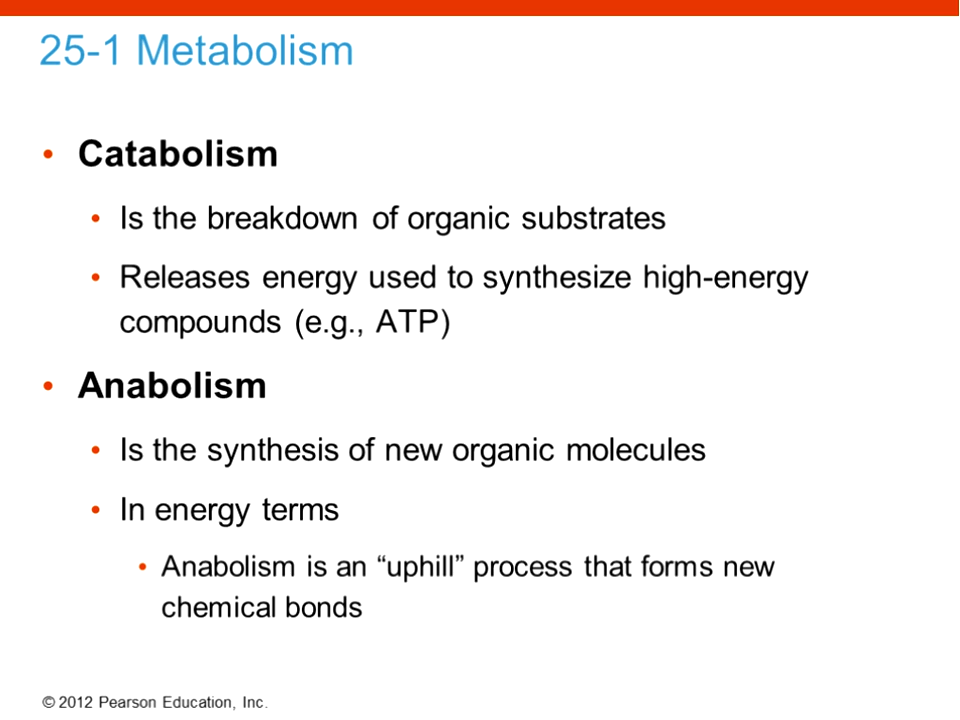 25-1 Metabolism
• Catabolism
• Is the breakdown of organic substrates
• Releases energy used to synthesize high-energy
compounds (e.g., ATP)
• Anabolism
• Is the synthesis of new organic molecules
• In energy terms
• Anabolism is an “uphill” process that forms new
chemical bonds
© 2012 Pearson Education, Inc.